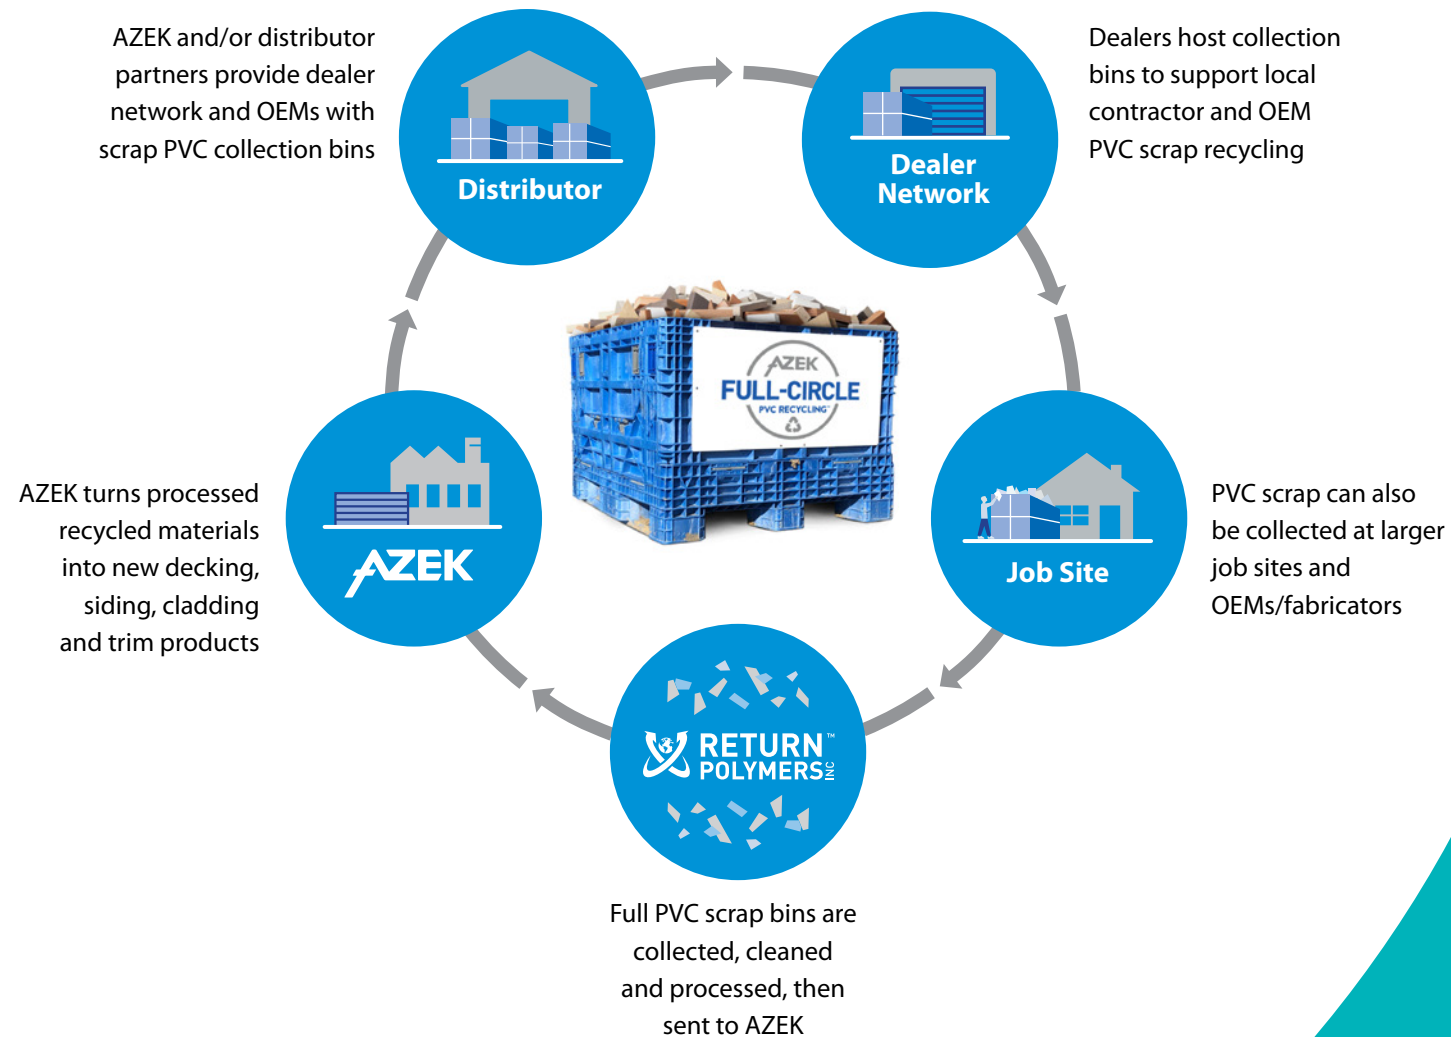 AZEK and/or distributor
partners provide dealer
network and OEMs with
scrap PVC collection bins
Distributor
Dealer
Network
Dealers host collection
bins to support local
contractor and OEM
PVC scrap recycling
AZEK
FULL-CIRCLE
PVC RECYCLING™
AZEK turns processed
recycled materials
into new decking,
siding, cladding
and trim products
AZEK
Job Site
PVC scrap can also
be collected at larger
job sites and
OEMs/fabricators
RETURN™
POLYMERS INC
Full PVC scrap bins are
collected, cleaned
and processed, then
sent to AZEK